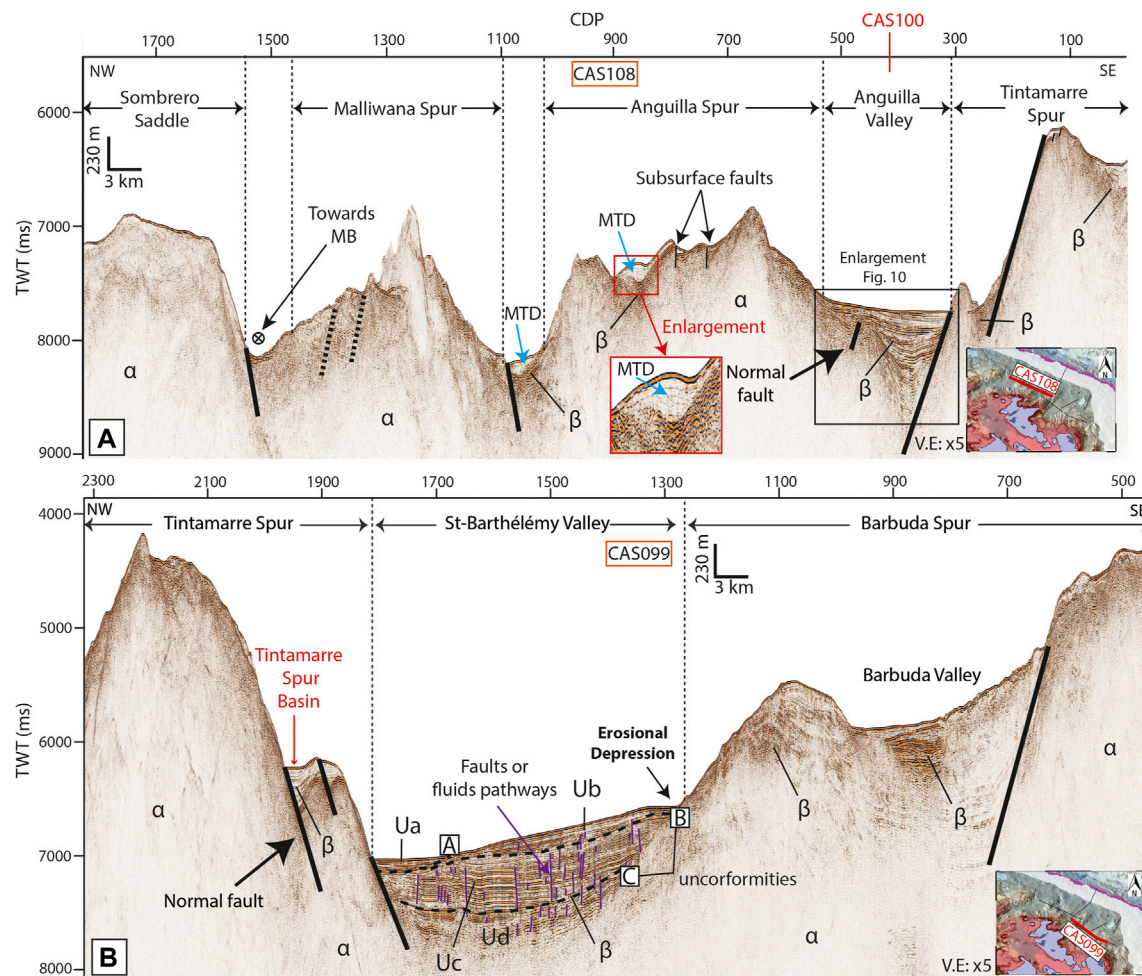 CDP
CAS100
1700
1500
1300
1100
900
700
500
300
100
NW
CAS108
SE
Sombrero
Saddle
Malliwana Spur
Anguilla Spur
Anguilla
Valley
Tintamarre
Spur
6000
7000
8000
9000
TWT (ms)
230 m
3 km
Towards
MB
Subsurface faults
MTD
MTD
β
Enlargement
MTD
Enlargement
Fig. 10
Normal
fault
α
α
α
β
β
β
β
CAS108
N
V.E: x5
A
2300
2100
1900
1700
1500
1300
1100
900
700
500
NW
SE
Tintamarre Spur
St-Barthélémy Valley
Barbuda Spur
CAS099
230 m
3 km
4000
5000
6000
7000
8000
TWT (ms)
Tintamarre
Spur
Basin
Barbuda Valley
Erosional
Depression
Faults or
fluids pathways
Ub
Ua
A
B
C
uncorformities
Normal fault
Uc
Ud
β
β
β
β
α
α
α
α
CAS099
N
V.E: x5
B